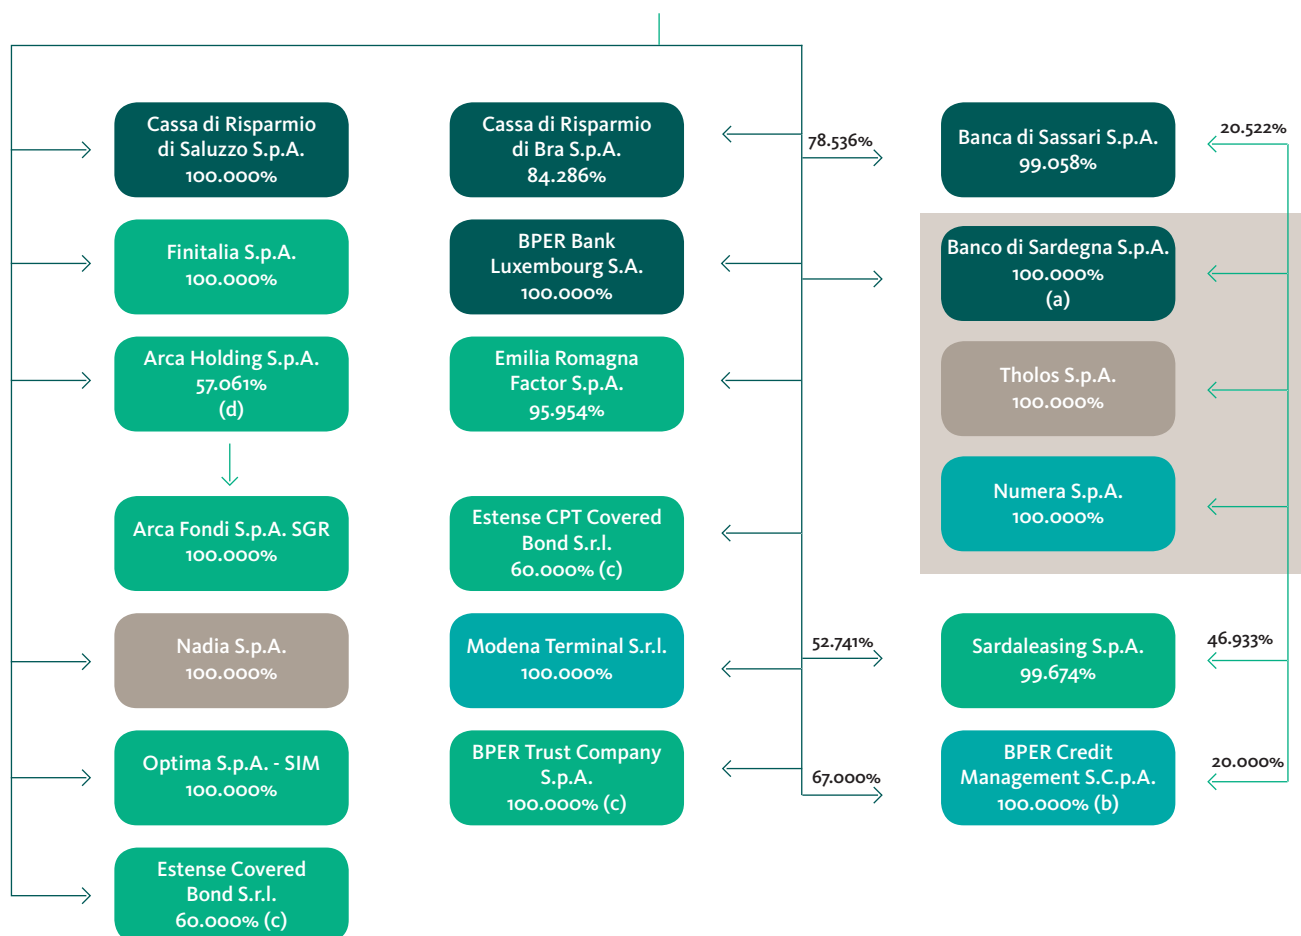 Cassa di Risparmio
di Saluzzo S.p.A.
100.000%
Cassa di Risparmio
di Bra S.p.A.
84.286%
78.536%
Banca di Sassari S.p.A.
99.058%
20.522%
Finitalia S.p.A.
100.000%
BPER Bank
Luxembourg S.A.
100.000%
Banco di Sardegna S.p.A.
100.000%
(a)
Arca Holding S.p.A.
57.061%
(d)
Emilia Romagna
Factor S.p.A.
95.954%
Tholos S.p.A.
100.000%
Arca Fondi S.p.A. SGR
100.000%
Estense CPT Covered
Bond S.r.l.
60.000% (c)
Numera S.p.A.
100.000%
Nadia S.p.A.
100.000%
Modena Terminal S.r.l.
100.000%
52.741%
Sardaleasing S.p.A.
99.674%
46.933%
Optima S.p.A. - SIM
100.000%
BPER Trust Company
S.p.A.
100.000% (c)
67.000%
BPER Credit
Management S.C.p.A.
100.000% (b)
20.000%
Estense Covered
Bond S.r.l.
60.000% (c)